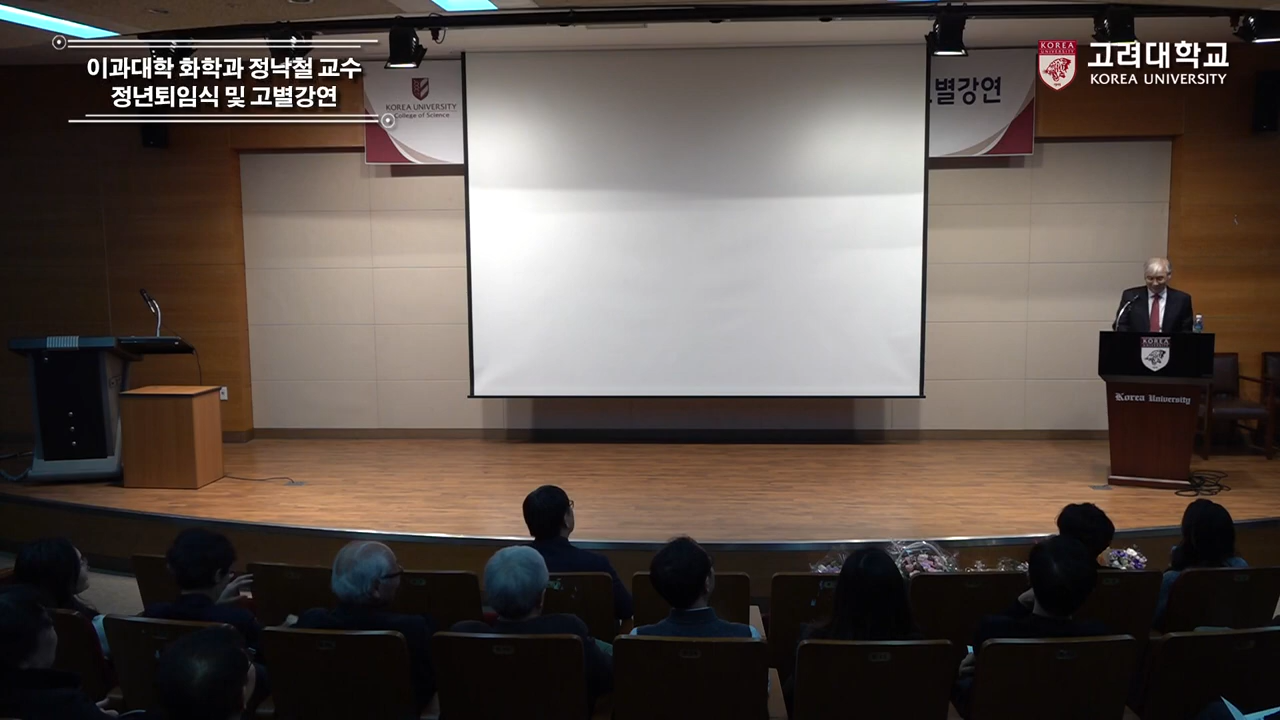 이과대학 화학과 정낙철 교수
정년퇴임식 및 고별강연
KOREA UNIVERSITY
College of Science
별강연
KOREA
UNIVERSITY
고려대학교
KOREA UNIVERSITY
KOREA
Korea University